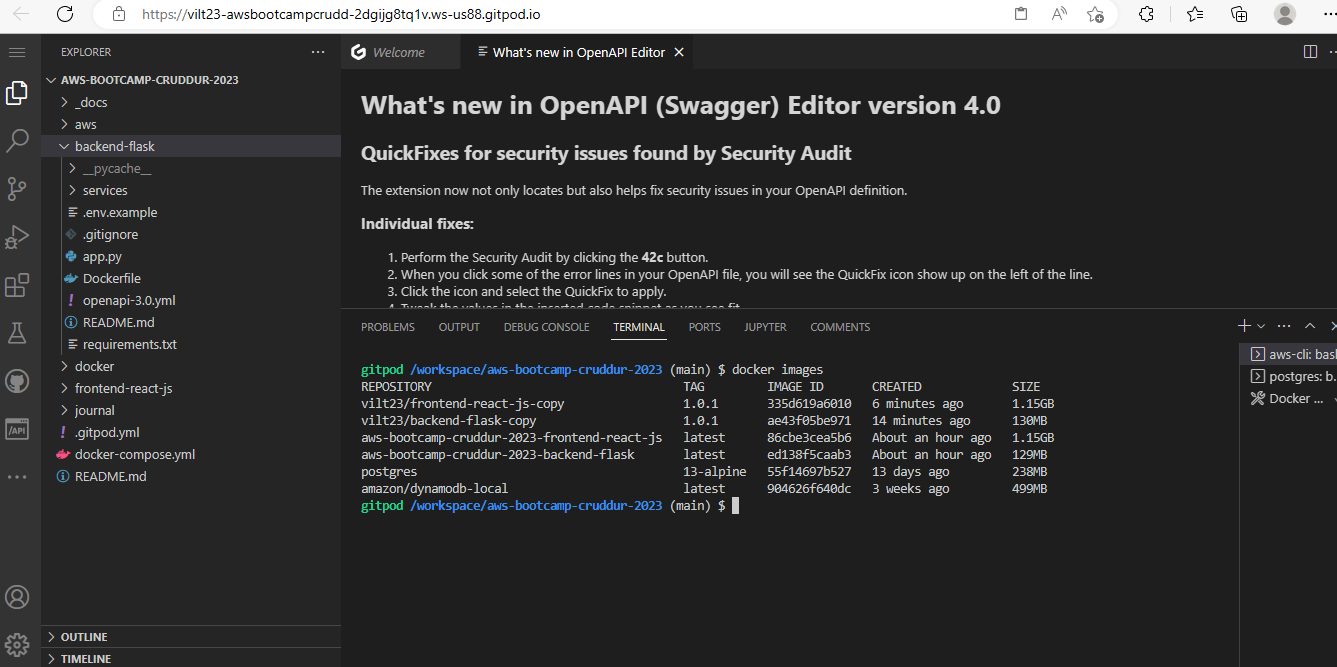 https://vilt23-awsbootcampcrudd-2dgijg8tq1v.ws-us88.gitpod.io
EXPLORER
AWS-BOOTCAMP-CRUDDUR-2023
_docs
aws
backend-flask
__pycache__
services
.env.example
.gitignore
app.py
Dockerfile
openapi-3.0.yml
README.md
requirements.txt
docker
frontend-react-js
journal
.gitpod.yml
docker-compose.yml
README.md
OUTLINE
TIMELINE
Welcome
What's new in OpenAPI Editor
What's new in OpenAPI (Swagger) Editor version 4.0
QuickFixes for security issues found by Security Audit
The extension now not only locates but also helps fix security issues in your OpenAPI definition.
Individual fixes:
1. Perform the Security Audit by clicking the 42c button.
2. When you click some of the error lines in your OpenAPI file, you will see the QuickFix icon show up on the left of the line.
3. Click the icon and select the QuickFix to apply.
4. Tweak the values in the inserted code snippet as you see fit.
PROBLEMS OUTPUT DEBUG CONSOLE TERMINAL PORTS JUPYTER COMMENTS
gitpod /workspace/aws-bootcamp-cruddur-2023 (main) $ docker images
REPOSITORY TAG IMAGE ID CREATED SIZE
vilt23/frontend-react-js-copy 1.0.1 335d619a6010 6 minutes ago 1.15GB
vilt23/backend-flask-copy 1.0.1 ae43f05be971 14 minutes ago 130MB
aws-bootcamp-cruddur-2023-frontend-react-js latest 86cbe3cea5b6 About an hour ago 1.15GB
aws-bootcamp-cruddur-2023-backend-flask latest ed138f5caab3 About an hour ago 129MB
postgres 13-alpine 55f14697b527 13 days ago 238MB
amazon/dynamodb-local latest 904626f640dc 3 weeks ago 499MB
gitpod /workspace/aws-bootcamp-cruddur-2023 (main) $
aws-cli: bas
postgres: b...
Docker ...